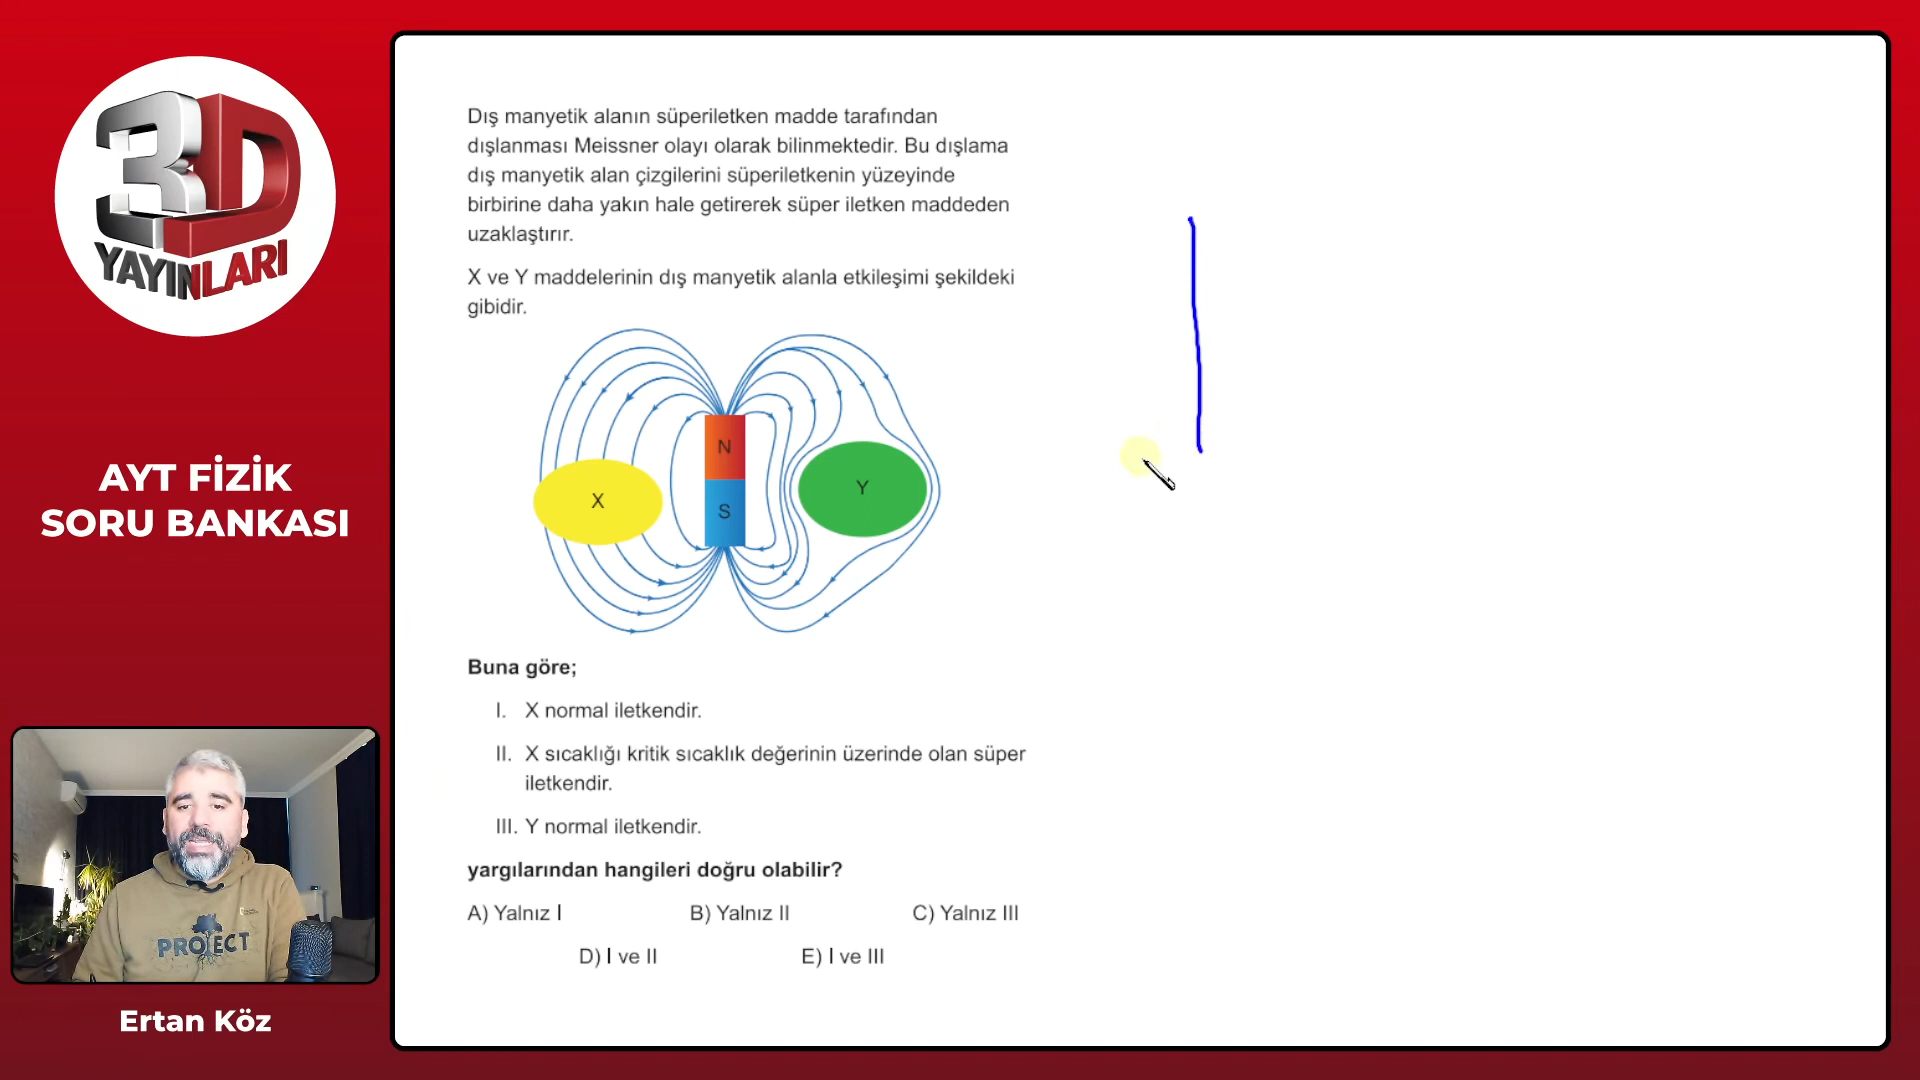 3D
YAYINLARI
AYT FİZİK
SORU BANKASI
PROJECT
Ertan Köz
Dış manyetik alanın süperiletken madde tarafından
dışlanması Meissner olayı olarak bilinmektedir. Bu dışlama
dış manyetik alan çizgilerini süperiletkenin yüzeyinde
birbirine daha yakın hale getirerek süper iletken maddeden
uzaklaştırır.
X ve Y maddelerinin dış manyetik alanla etkileşimi şekildeki
gibidir.
N
X
Y
S
Buna göre;
I. X normal iletkendir.
II. X sıcaklığı kritik sıcaklık değerinin üzerinde olan süper
iletkendir.
III. Y normal iletkendir.
yargılarından hangileri doğru olabilir?
A) Yalnız I B) Yalnız II C) Yalnız III
D) I ve II E) I ve III